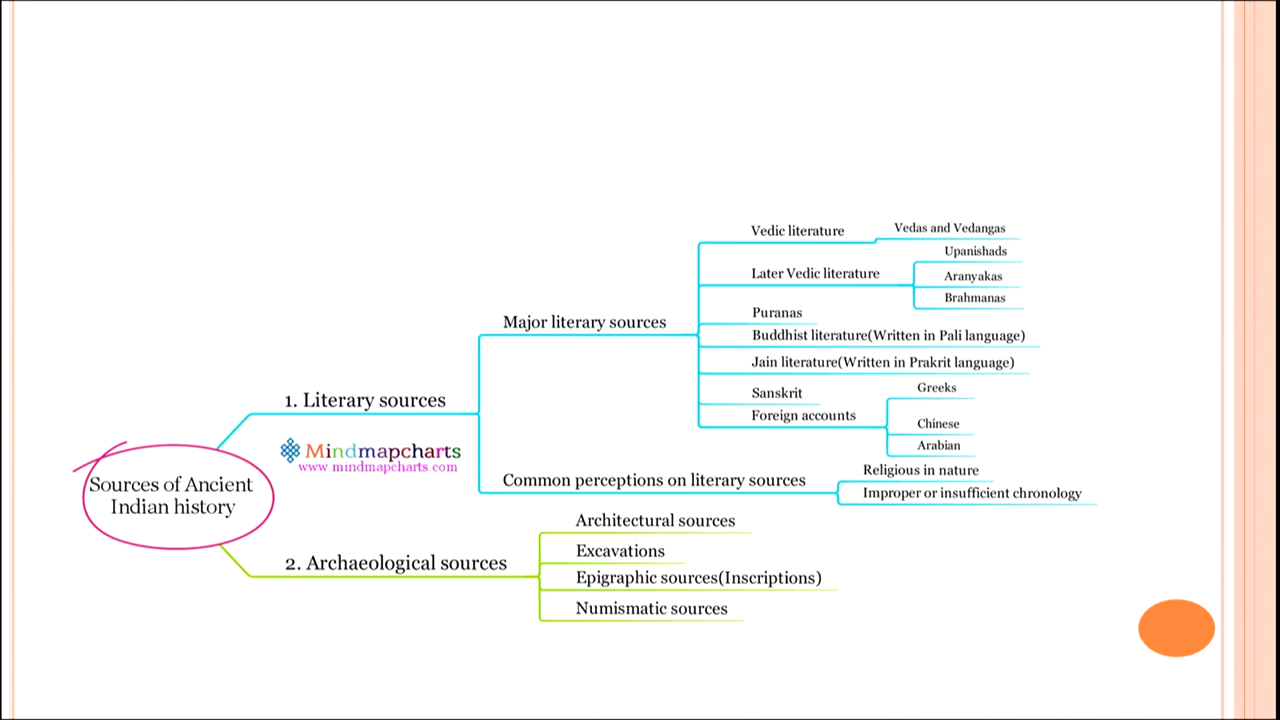 Sources of Ancient
Indian history
1. Literary sources
Major literary sources
Vedic literature
Vedas and Vedangas
Later Vedic literature
Upanishads
Aranyakas
Brahmanas
Puranas
Buddhist literature(Written in Pali language)
Jain literature(Written in Prakrit language)
Sanskrit
Foreign accounts
Greeks
Chinese
Arabian
Common perceptions on literary sources
Religious in nature
Improper or insufficient chronology
Mindmapcharts
www.mindmapcharts.com
2. Archaeological sources
Architectural sources
Excavations
Epigraphic sources(Inscriptions)
Numismatic sources